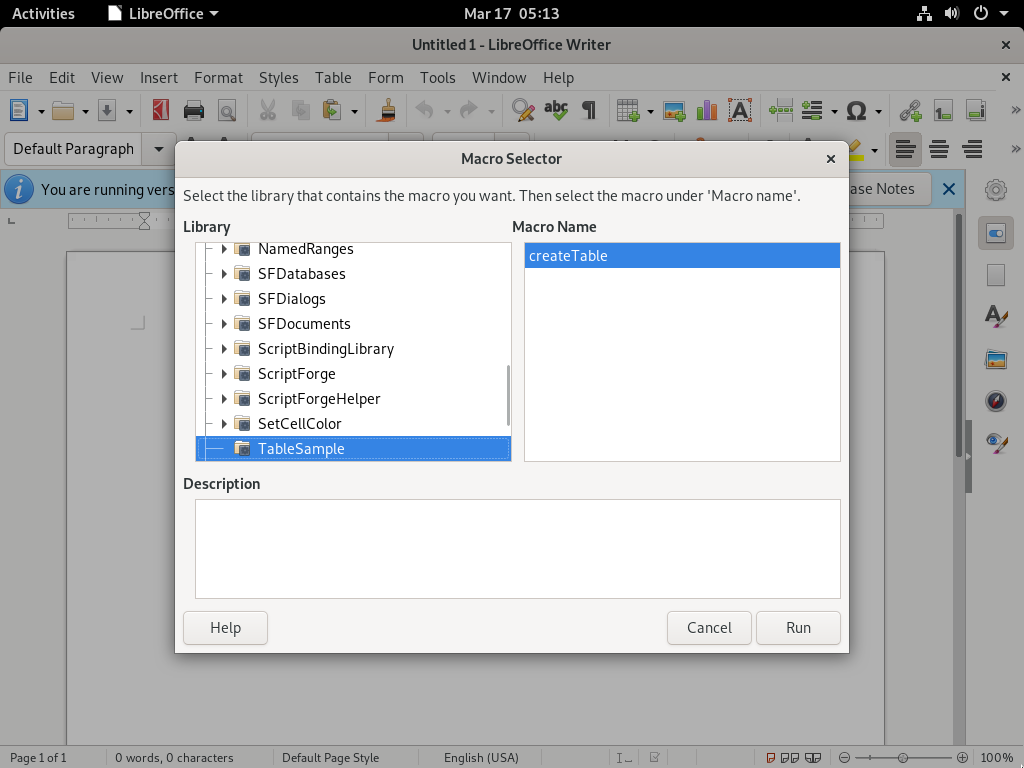 Activities
LibreOffice
Mar 17 05:13
Untitled 1 - LibreOffice Writer
File Edit View Insert Format Styles Table Form Tools Window Help
Default Paragraph
You are running
ase Notes
Macro Selector
Select the library that contains the macro you want. Then select the macro under 'Macro name'.
Library
Macro Name
NamedRanges
SFDatabases
SFDialogs
SFDocuments
ScriptBindingLibrary
ScriptForge
ScriptForgeHelper
SetCellColor
TableSample
createTable
Description
Help
Cancel
Run
Page 1 of 1
0 words, 0 characters
Default Page Style
English (USA)
100%